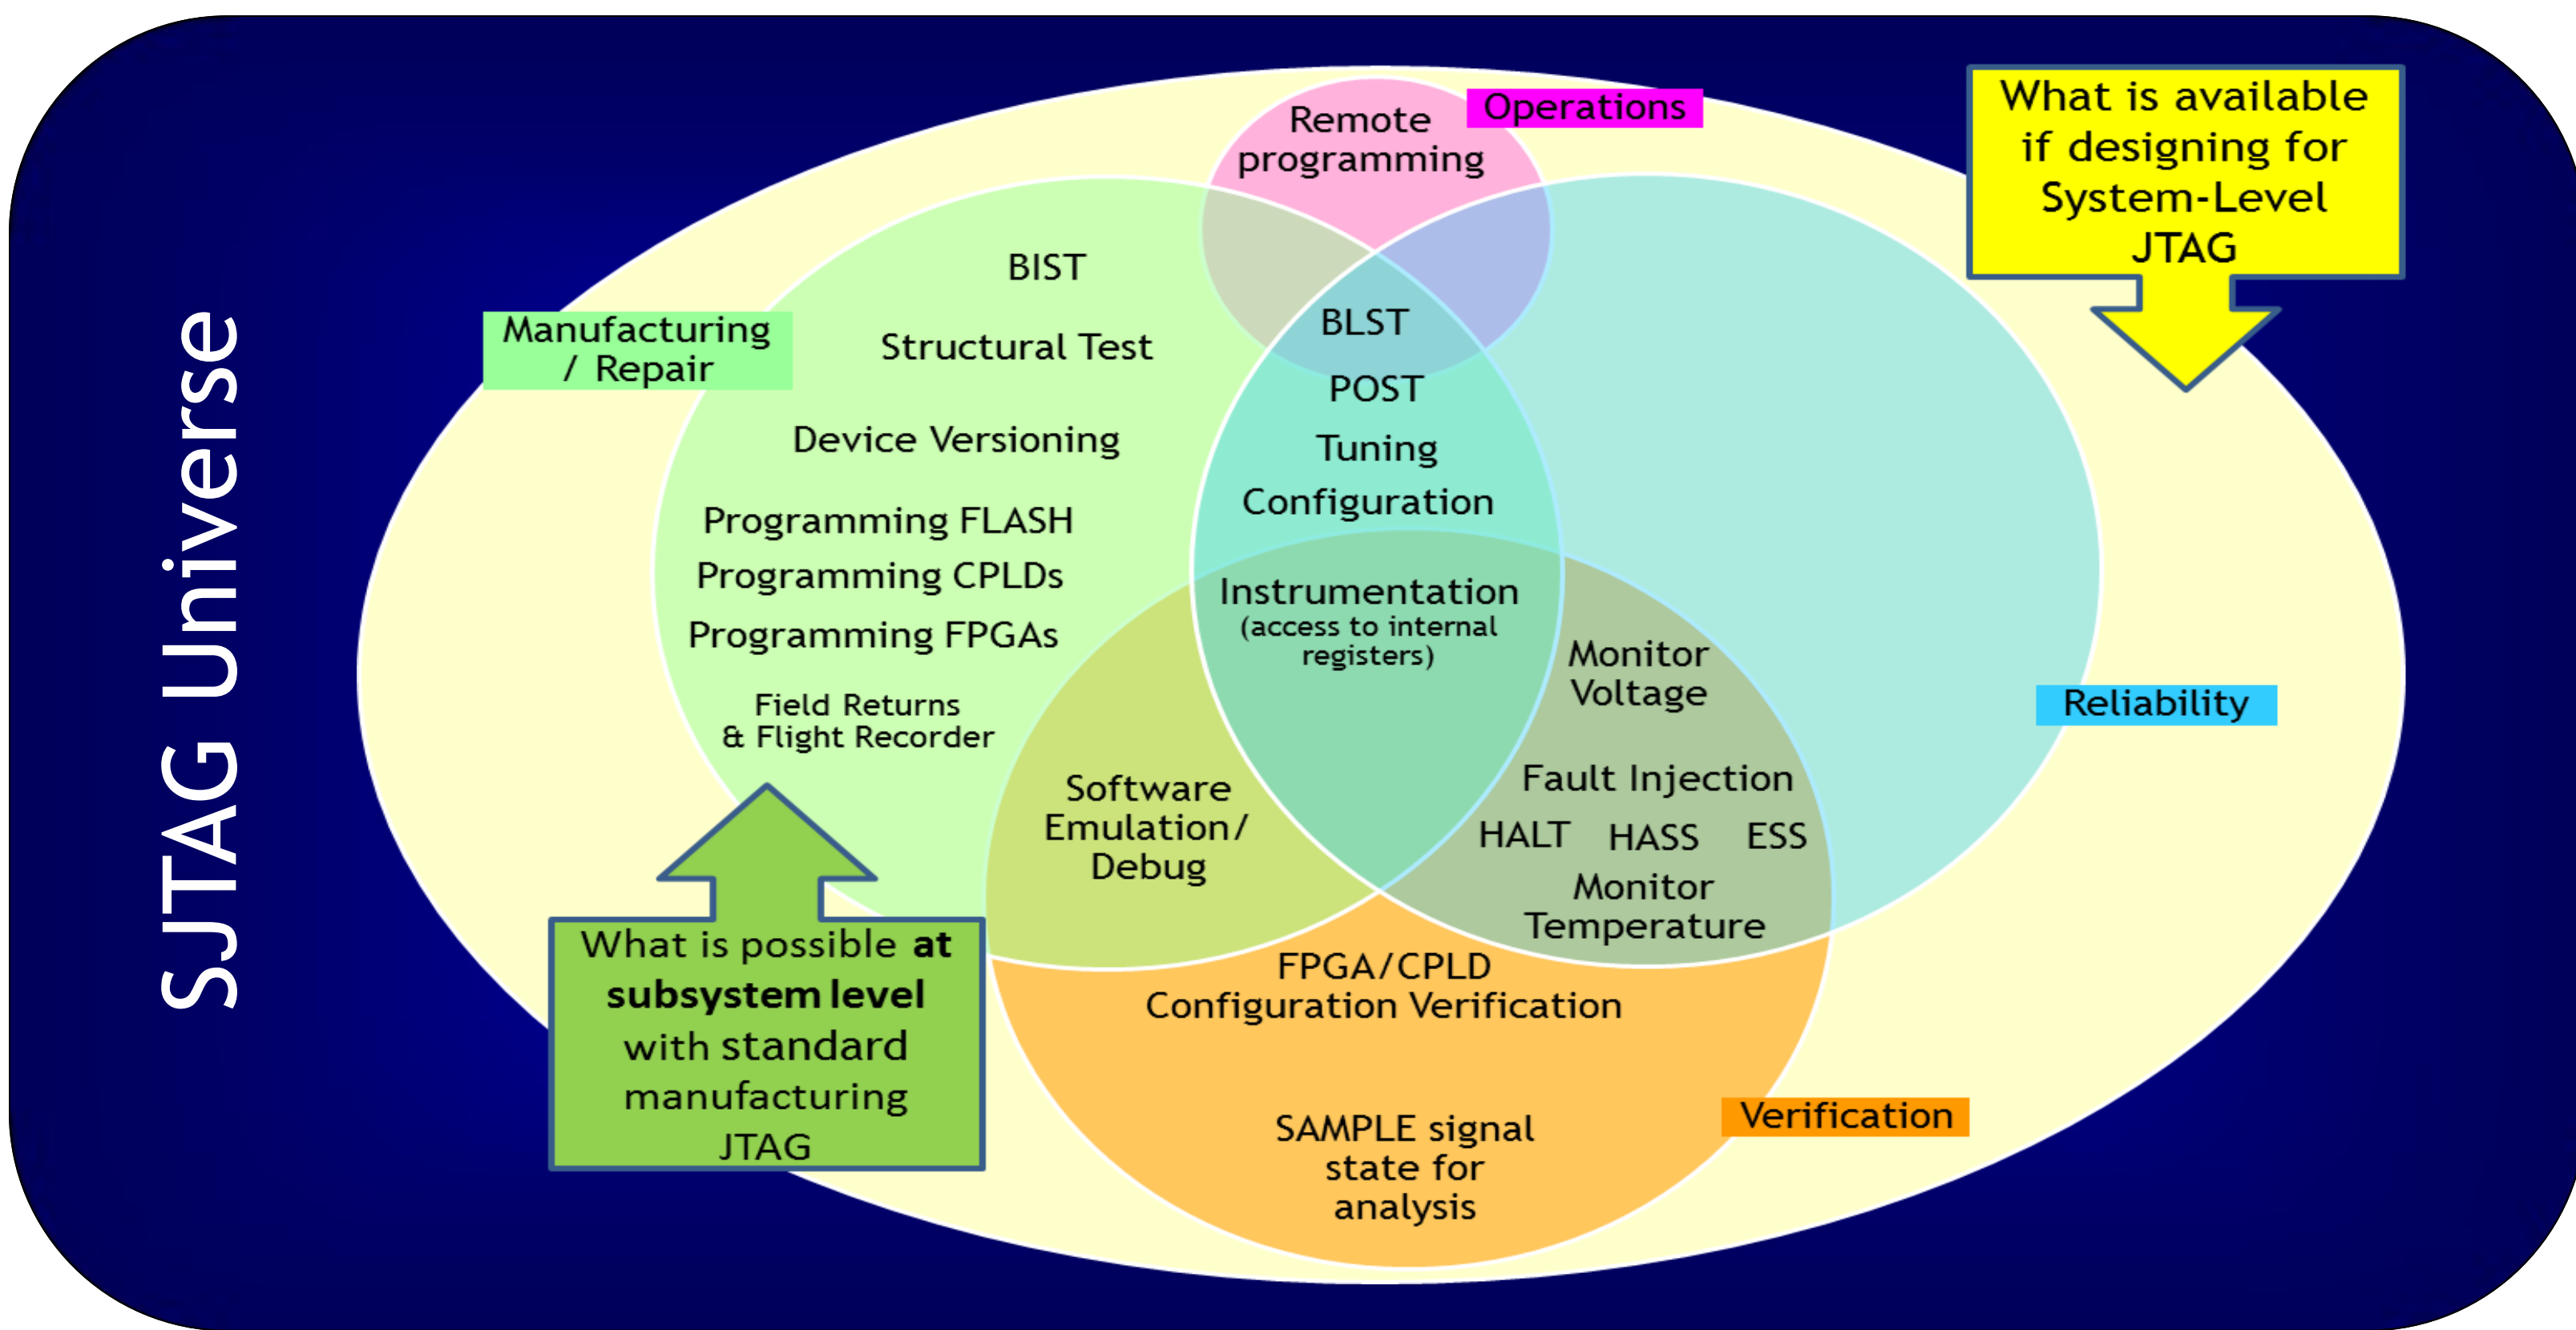 SJTAG Universe
Remote
programming
Operations
What is available
if designing for
System-Level
JTAG
Manufacturing
/ Repair
BIST
Structural Test
Device Versioning
Programming FLASH
Programming CPLDs
Programming FPGAs
Field Returns
& Flight Recorder
BLST
POST
Tuning
Configuration
Instrumentation
(access to internal
registers)
Monitor
Voltage
Fault Injection
HALT HASS ESS
Monitor
Temperature
Reliability
Software
Emulation/
Debug
What is possible at
subsystem level
with standard
manufacturing
JTAG
FPGA/CPLD
Configuration Verification
SAMPLE signal
state for
analysis
Verification